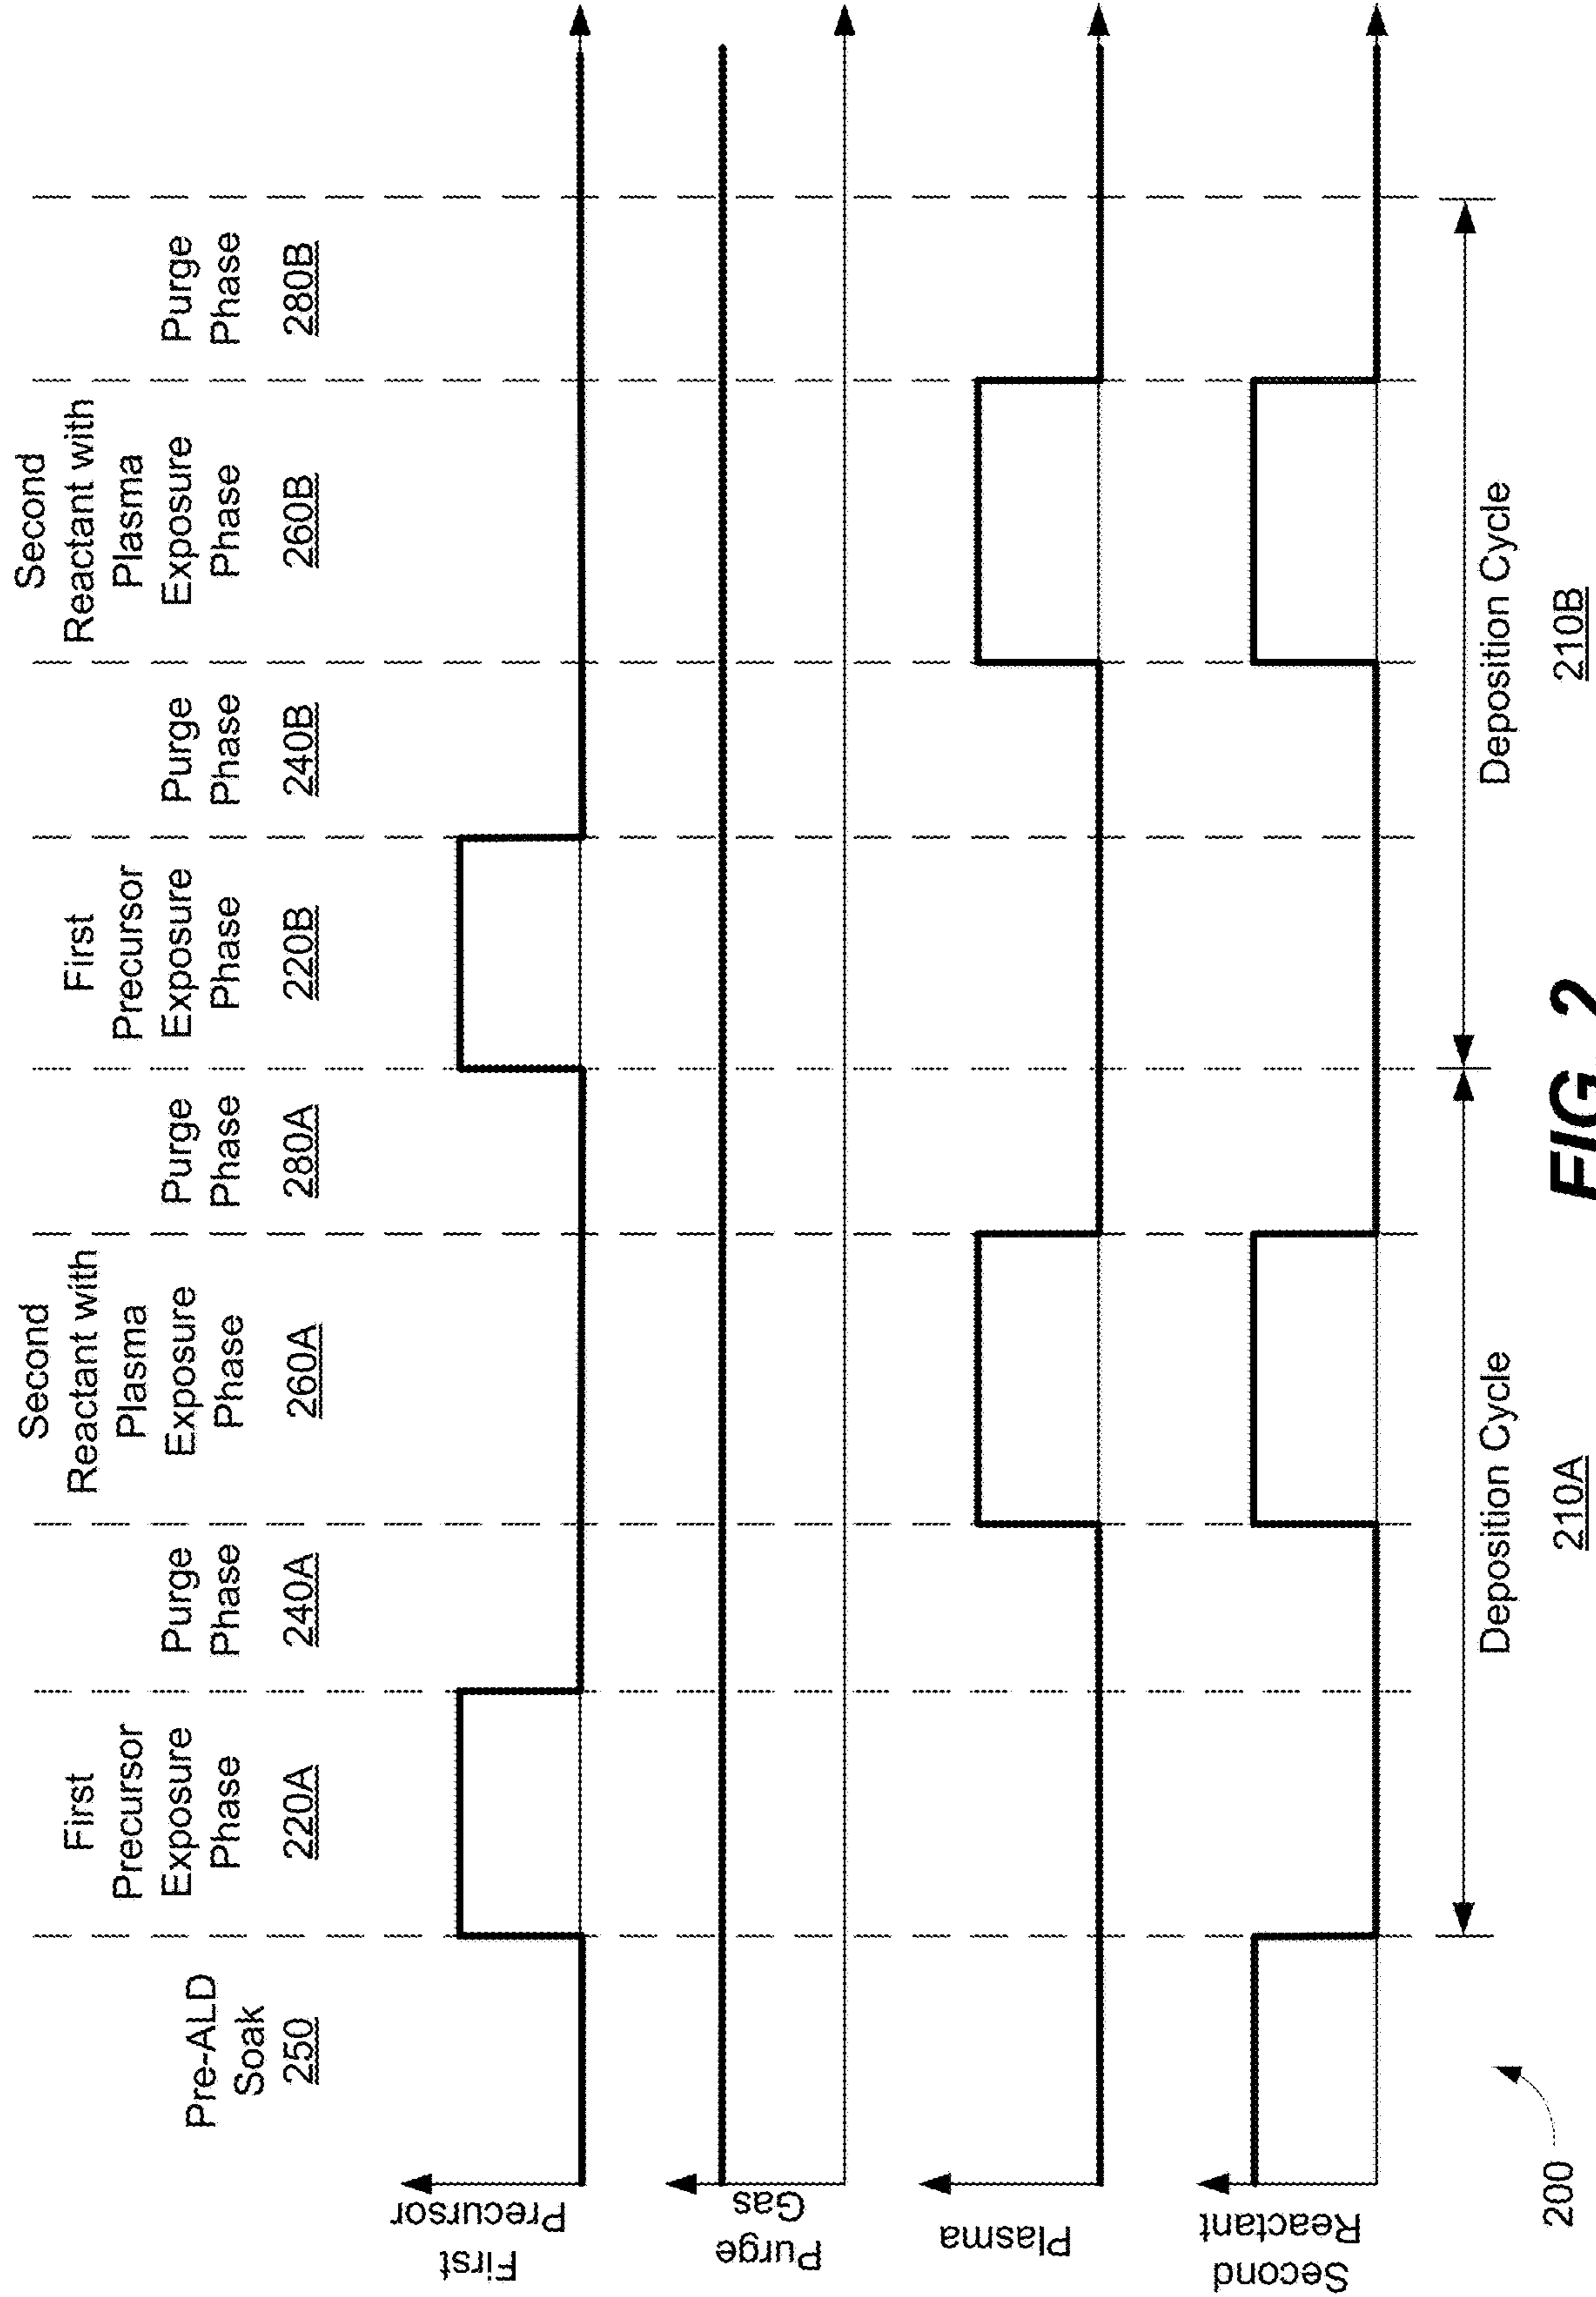 Pre-ALD
Soak
250
First
Precursor
Exposure
Phase
220A
Purge
Phase
240A
Second
Reactant with
Plasma
Exposure
Phase
260A
Purge
Phase
280A
First
Precursor
Exposure
Phase
220B
Purge
Phase
240B
Second
Reactant with
Plasma
Exposure
Phase
260B
Purge
Phase
280B
First
Precursor
Purge
Gas
Plasma
Second
Reactant
Deposition Cycle
210A
Deposition Cycle
210B
200
FIG. 2